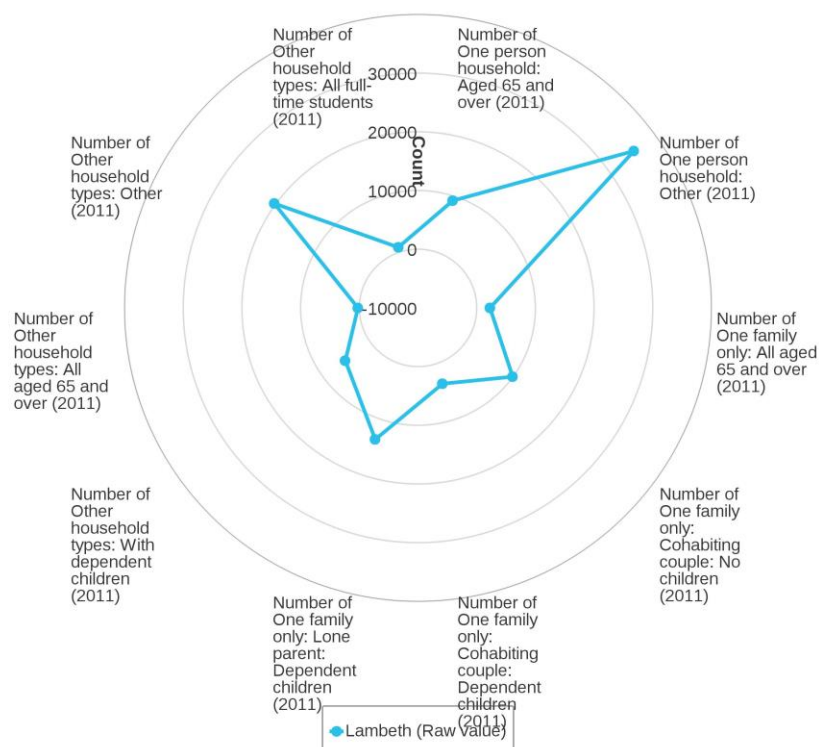 Number of
Other
household
types: All full-
time students
(2011)
Number of
One person
household:
Aged 65 and
over (2011)
30000
20000
Count
10000
0
-10000
Number of
Other
household
types: Other
(2011)
Number of
One person
household:
Other (2011)
Number of
Other
household
types: All
aged 65 and
over (2011)
Number of
One family
only: All aged
65 and over
(2011)
Number of
Other
household
types: With
dependent
children
(2011)
Number of
One family
only:
Cohabiting
couple: No
children
(2011)
Number of
One family
only: Lone
parent:
Dependent
children
(2011)
Number of
One family
only:
Cohabiting
couple:
Dependent
children
(2011)
Lambeth (Raw value)